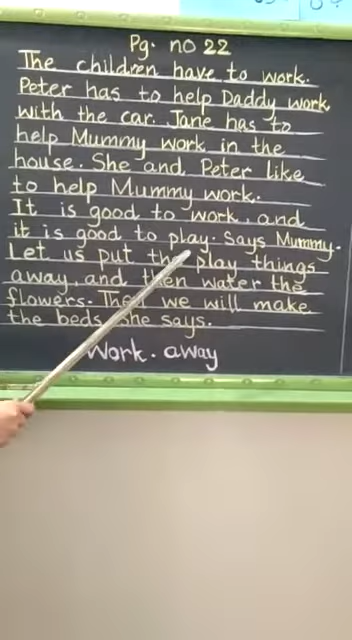 Pg. no 22
The children have to work.
Peter has to help Daddy work
with the car. Jane has to
help Mummy work in the
house. She and Peter like
to help Mummy work.
It is good to work, and
it is good to play. Says Mummy.
Let us put the play things
away, and then water the
flowers. Then we will make
the beds she says.
Work. away